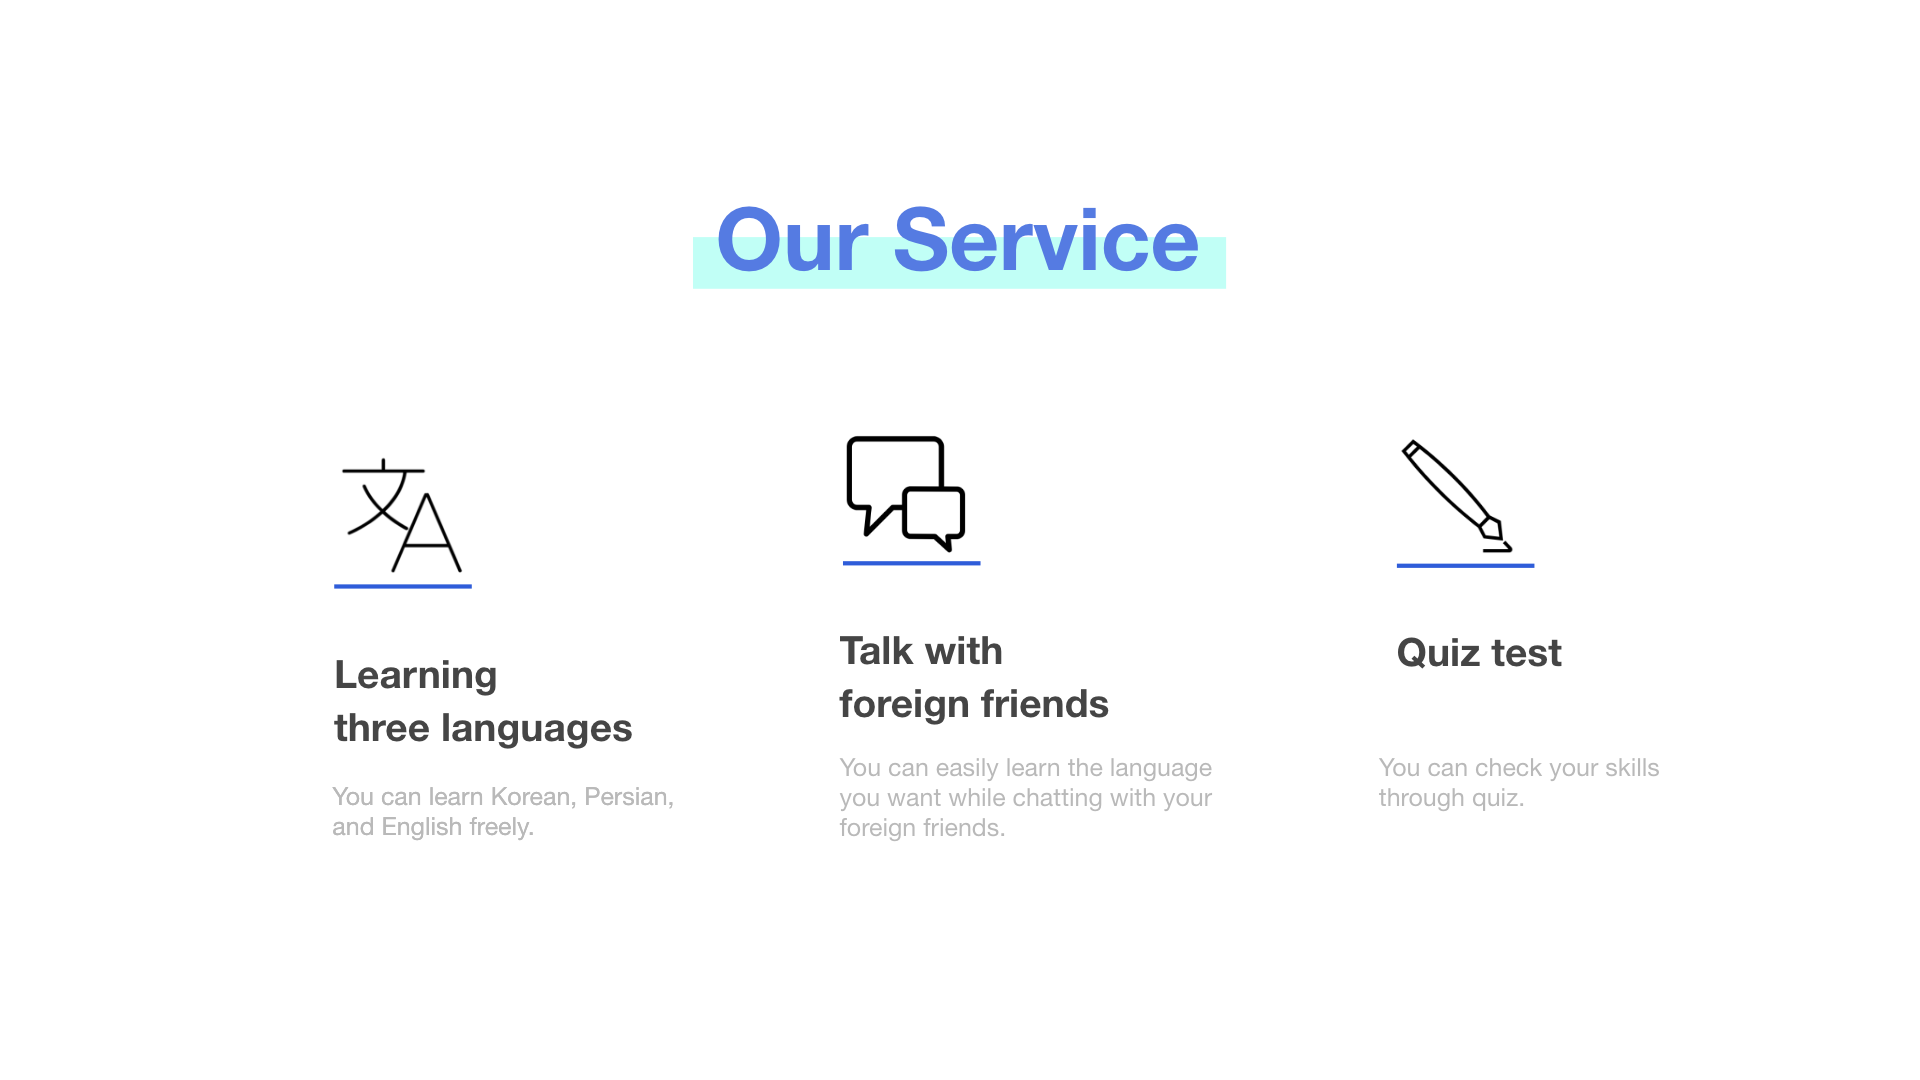 Our Service
文A
Learning
three languages
You can learn Korean, Persian,
and English freely.
Talk with
foreign friends
You can easily learn the language
you want while chatting with your
foreign friends.
Quiz test
You can check your skills
through quiz.